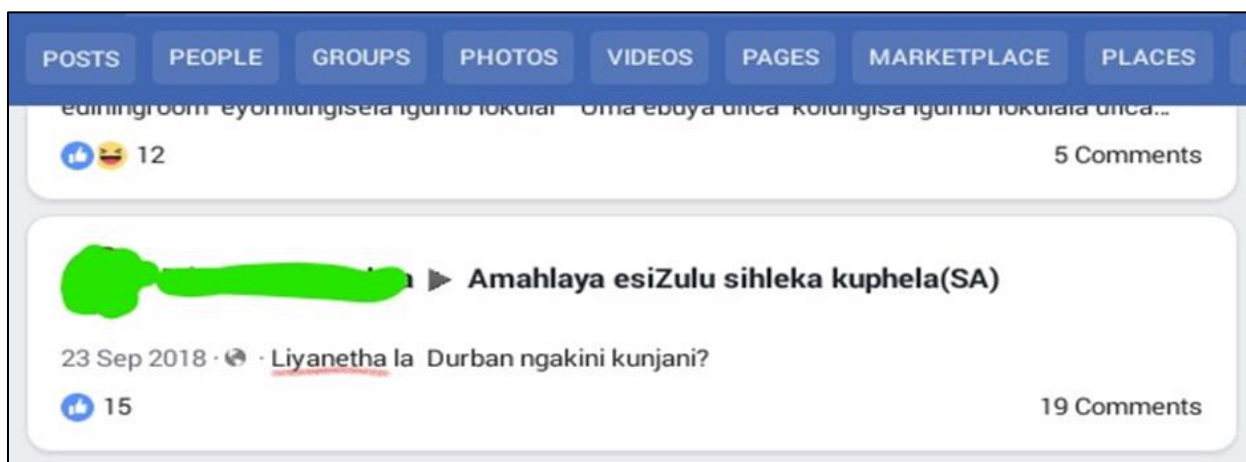 POSTS PEOPLE GROUPS PHOTOS VIDEOS PAGES MARKETPLACE PLACES
12 5 Comments
Amahlaya esiZulu sihleka kuphela(SA)
23 Sep 2018 · · Liyanetha la Durban ngakini kunjani?
15 19 Comments